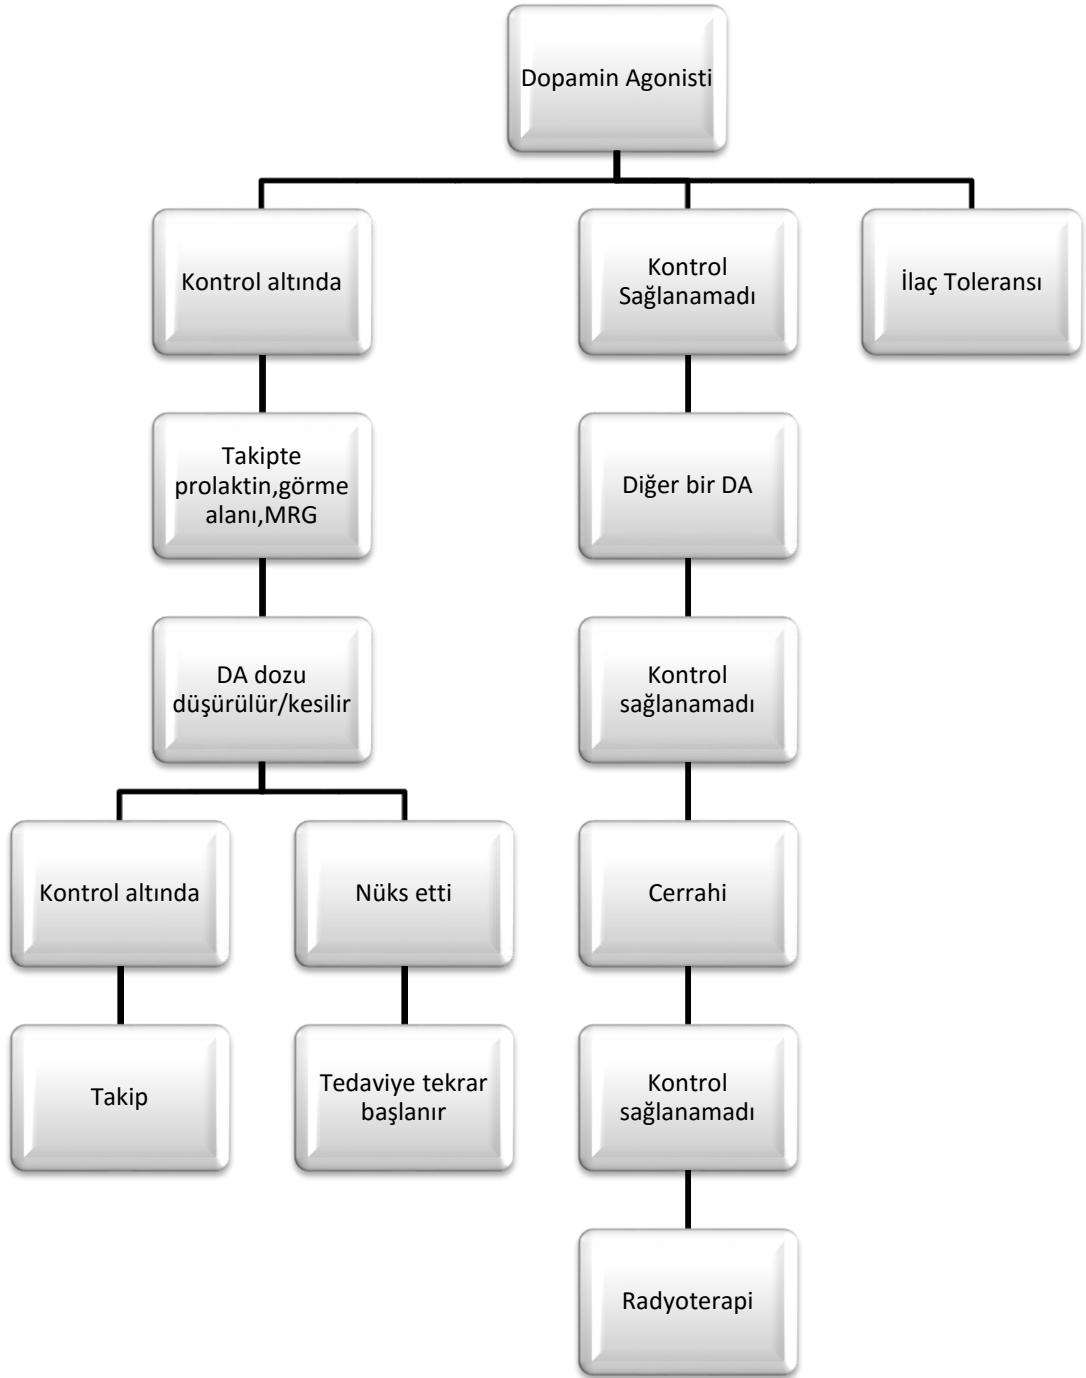 Dopamin Agonisti
Kontrol altında
Kontrol
Sağlanamadı
İlaç Toleransı
Takipte
prolaktin,görme
alanı,MRG
Diğer bir DA
DA dozu
düşürülür/kesilir
Kontrol
sağlanamadı
Kontrol altında
Nüks etti
Cerrahi
Takip
Tedaviye tekrar
başlanır
Kontrol
sağlanamadı
Radyoterapi